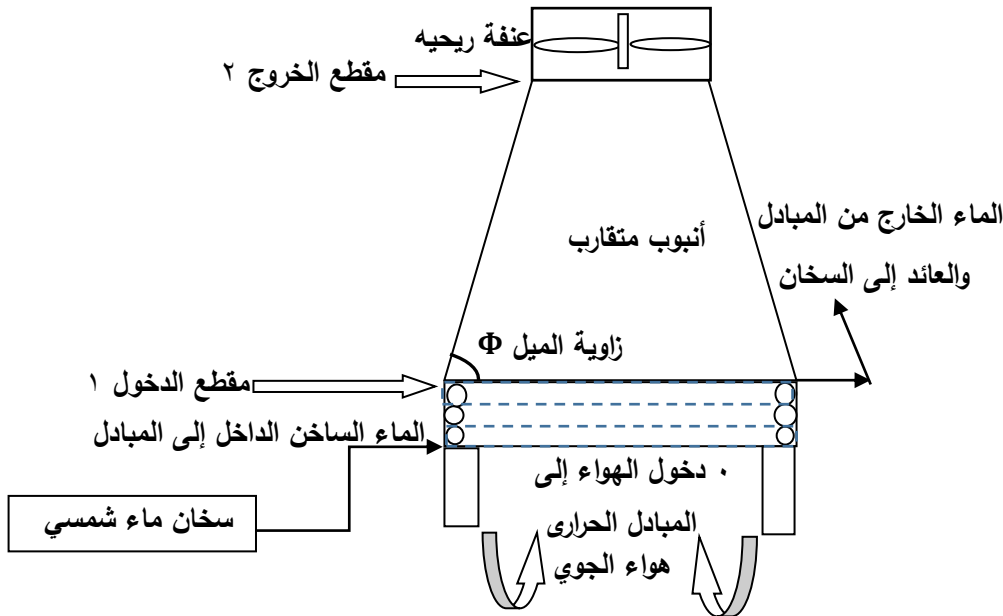 عنفة ريحيه
مقطع الخروج ٢
الماء الخارج من المبادل
والعائد إلى السخان
أنبوب متقارب
زاوية الميل Φ
مقطع الدخول ١
الماء الساخن الداخل إلى المبادل
٠ دخول الهواء إلى
المبادل الحرارى
هواء الجوي
سخان ماء شمسي